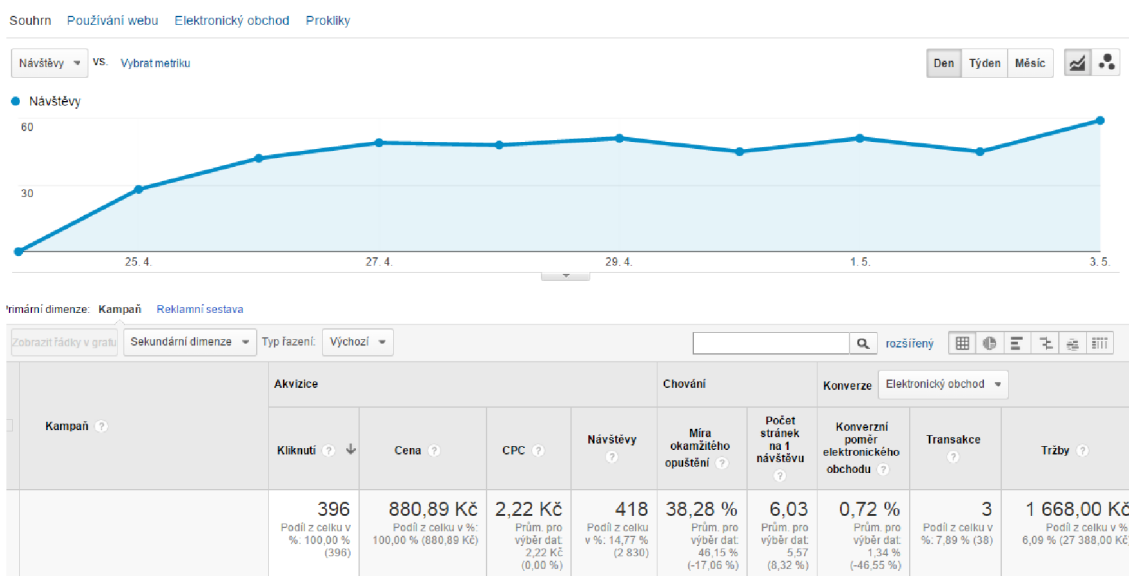 Souhrn Používání webu Elektronický obchod Prokliky
Návštěvy VS. Vybrat metriku Den Týden Měsíc
Návštěvy
60
30
25. 4. 27. 4. 29. 4. 1. 5. 3. 5.
rimární dimenze: Kampaň Reklamní sestava
Zobrazit řádky v grafu Sekundární dimenze Typ řazení: Výchozí rozšířený
Akvizice Chování Konverze Elektronický obchod
Kampaň ?
Kliknutí ? Cena ? CPC ? Návštěvy ? Míra okamžitého opuštění ? Počet stránek na 1 návštěvu ? Konverzní poměr elektronického obchodu ? Transakce ? Tržby ?
396 880,89 Kč 2,22 Kč 418 38,28 % 6,03 0,72 % 3 1 668,00 Kč
Podíl z celku v %: 100,00 % (396)
Podíl z celku v %: 100,00 % (880,89 Kč)
Prům. pro výběr dat: 2,22 Kč (0,00 %)
Podíl z celku v %: 14,77 % (2 830)
Prům. pro výběr dat: 46,15 % (-17,06 %)
Prům. pro výběr dat: 5,57 (8,32 %)
Prům. pro výběr dat: 1,34 % (-46,55 %)
Podíl z celku v %: 7,89 % (38)
Podíl z celku v % 6,09 % (27 388,00 Kč)